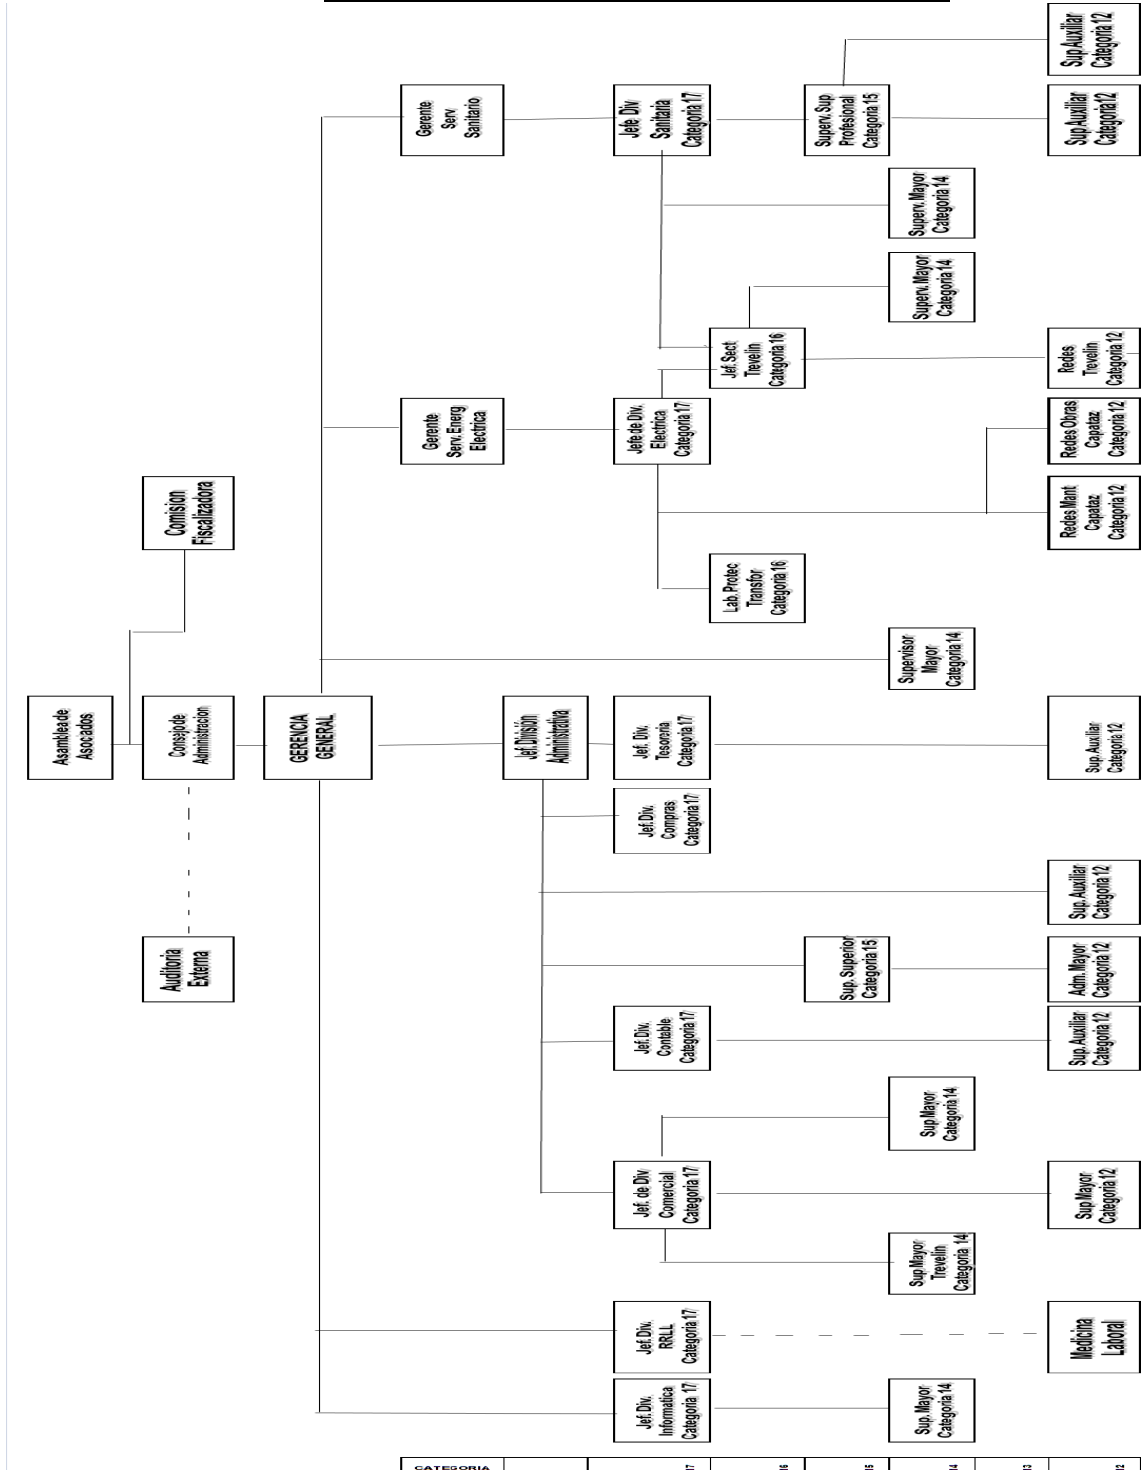 Asamblea de
Asociados
Comision
Fiscalizadora
Consejo de
Administracion
Auditoria
Externa
GERENCIA
GENERAL
CATEGORIA
Gerente
Serv.
Sanitario
Gerente
Serv. Energ
Electrica
Jef. División
Administrativa
17
Jef. Div.
Informatica
Categoria 17
Jef. Div.
RRLL
Categoria 17
Jef. de Div
Comercial
Categoria 17
Jef. Div.
Contable
Categoria 17
Jef. Div.
Compras
Categoria 17
Jef. Div.
Tesoreria
Categoria 17
Jefe de Div.
Electrica
Categoria 17
Jefe Div
Sanitaria
Categoria 17
16
Lab. Protec
Transfor
Categoria 16
Jef. Sect
Trevelin
Categoria 16
15
Sup. Superior
Categoria 15
Superv. Sup
Profesional
Categoria 15
14
Sup. Mayor
Categoria 14
Sup Mayor
Trevelin
Categoria 14
Sup Mayor
Categoria 14
Supervisor
Mayor
Categoria 14
Superv. Mayor
Categoria 14
Superv. Mayor
Categoria 14
13
12
Medicina
Laboral
Sup Mayor
Categoria 12
Sup. Auxiliar
Categoria 12
Adm. Mayor
Categoria 12
Sup. Auxiliar
Categoria 12
Sup. Auxiliar
Categoria 12
Redes Mant
Capataz
Categoria 12
Redes Obras
Capataz
Categoria 12
Redes
Trevelin
Categoria 12
Sup Auxiliar
Categoria12
Sup Auxiliar
Categoria 12